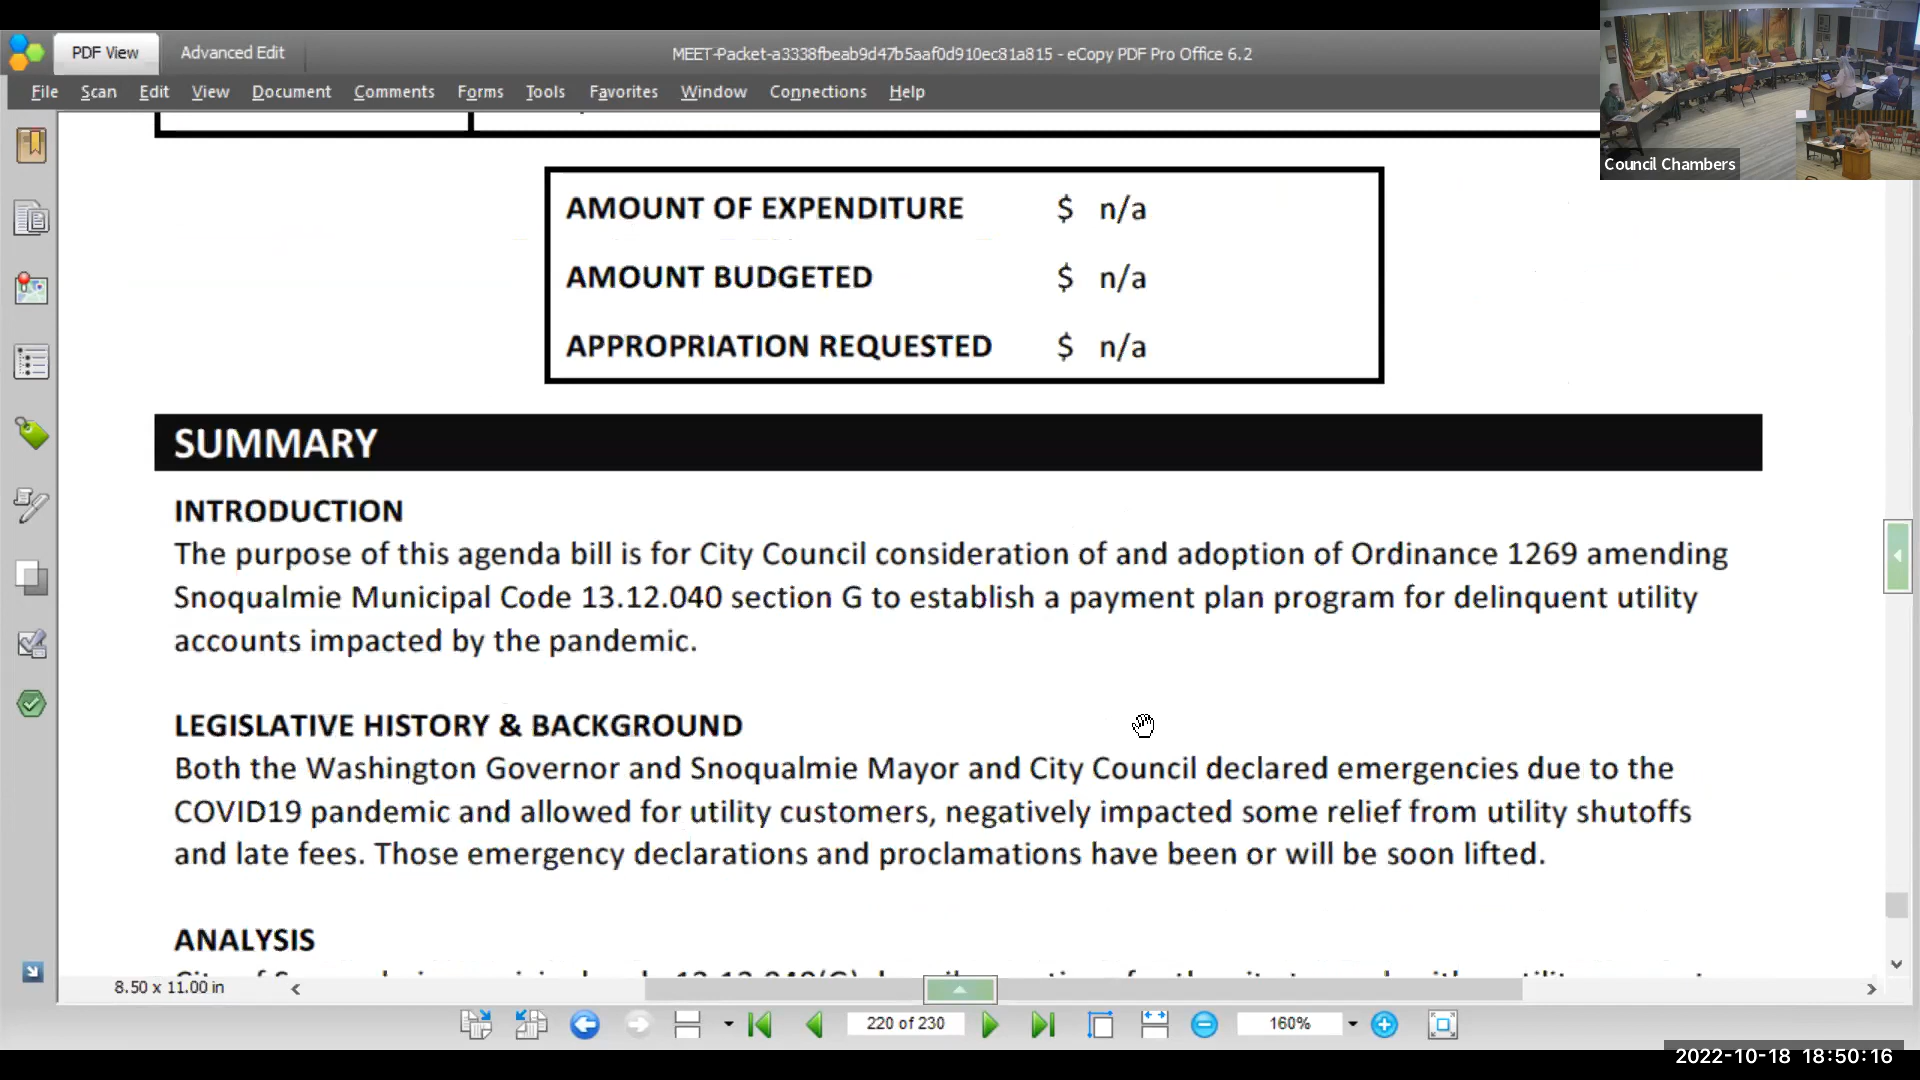 PDF View
Advanced Edit
MEET-Packet-a3338fbeab9d47b5aaf0d910ec81a815 - eCopy PDF Pro Office 6.2
File Scan Edit View Document Comments Forms Tools Favorites Window Connections Help
Council Chambers
AMOUNT OF EXPENDITURE $ n/a
AMOUNT BUDGETED $ n/a
APPROPRIATION REQUESTED $ n/a
SUMMARY
INTRODUCTION
The purpose of this agenda bill is for City Council consideration of and adoption of Ordinance 1269 amending
Snoqualmie Municipal Code 13.12.040 section G to establish a payment plan program for delinquent utility
accounts impacted by the pandemic.
LEGISLATIVE HISTORY & BACKGROUND
Both the Washington Governor and Snoqualmie Mayor and City Council declared emergencies due to the
COVID19 pandemic and allowed for utility customers, negatively impacted some relief from utility shutoffs
and late fees. Those emergency declarations and proclamations have been or will be soon lifted.
ANALYSIS
8.50 x 11.00 in
220 of 230
160%
2022-10-18 18:50:16